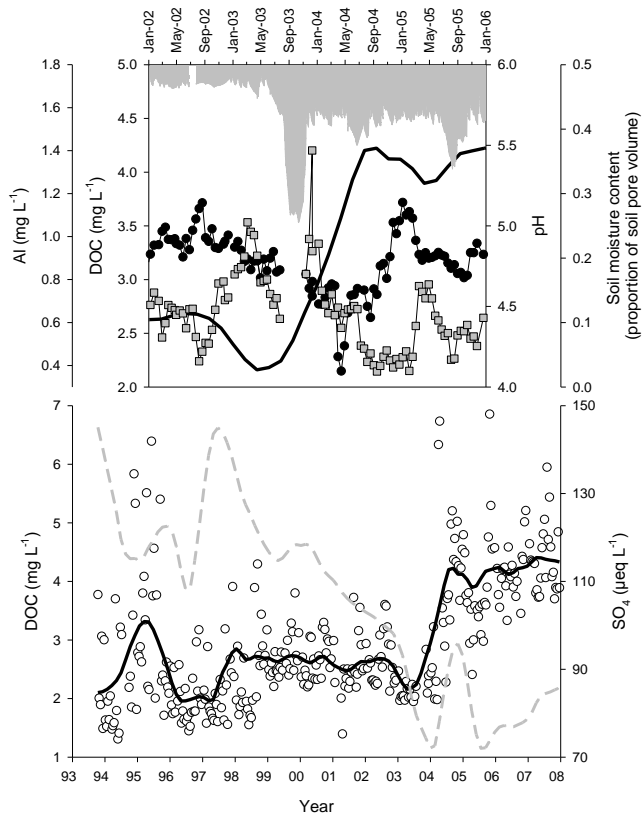 Jan-02
May-02
Sep-02
Jan-03
May-03
Sep-03
Jan-04
May-04
Sep-04
Jan-05
May-05
Sep-05
Jan-06
1.8
1.6
1.4
1.2
1.0
0.8
0.6
0.4
Al (mg L⁻¹)
5.0
4.5
4.0
3.5
3.0
2.5
2.0
DOC (mg L⁻¹)
6.0
5.5
5.0
4.5
4.0
pH
0.5
0.4
0.3
0.2
0.1
0.0
Soil moisture content
(proportion of soil pore volume)
7
6
5
4
3
2
1
DOC (mg L⁻¹)
150
130
110
90
70
SO₄ (µeq L⁻¹)
93 94 95 96 97 98 99 00 01 02 03 04 05 06 07 08
Year